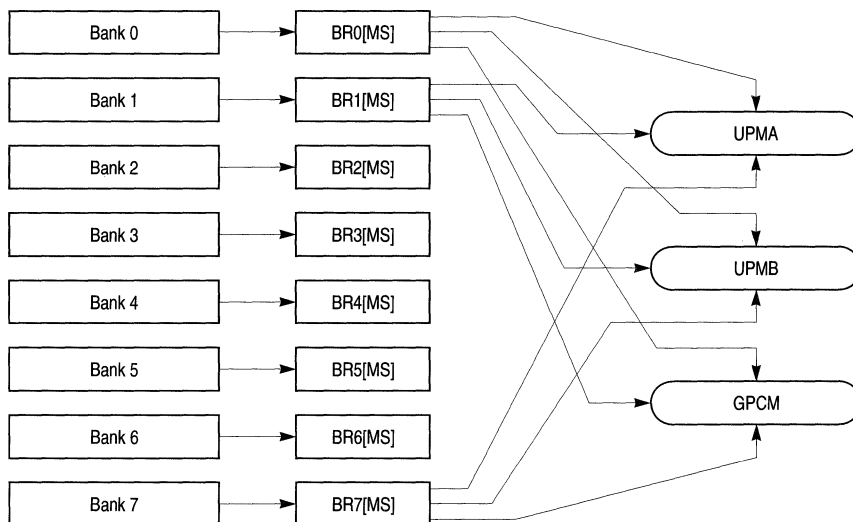 Bank 0
BR0[MS]
Bank 1
BR1[MS]
UPMA
Bank 2
BR2[MS]
Bank 3
BR3[MS]
UPMB
Bank 4
BR4[MS]
Bank 5
BR5[MS]
GPCM
Bank 6
BR6[MS]
Bank 7
BR7[MS]